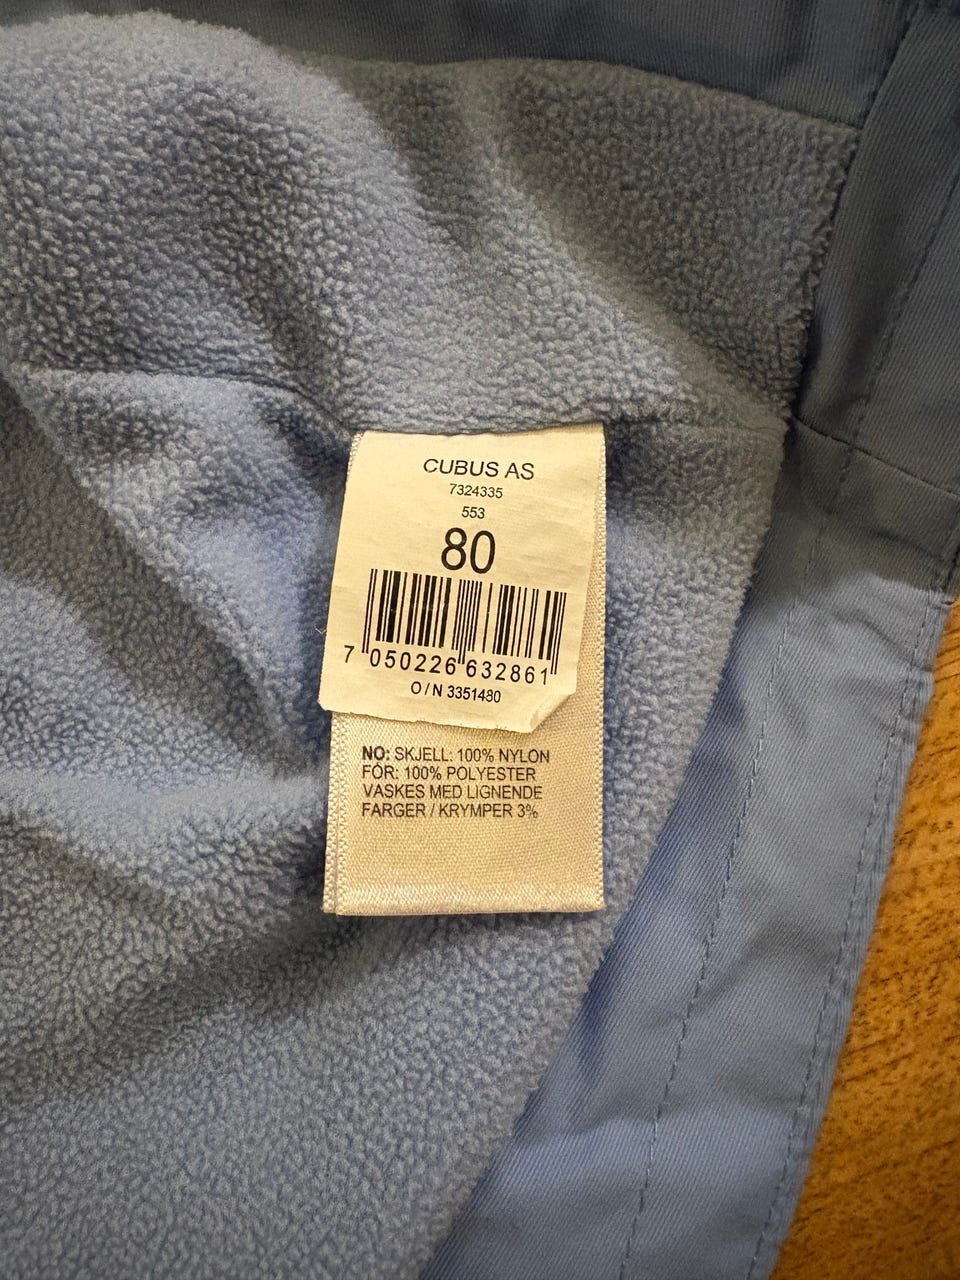 CUBUS AS
7324335
553
80
7 050226 632861
O/N 3351480
NO: SKJELL: 100% NYLON
FÓR: 100% POLYESTER
VASKES MED LIGNENDE
FARGER / KRYMPER 3%